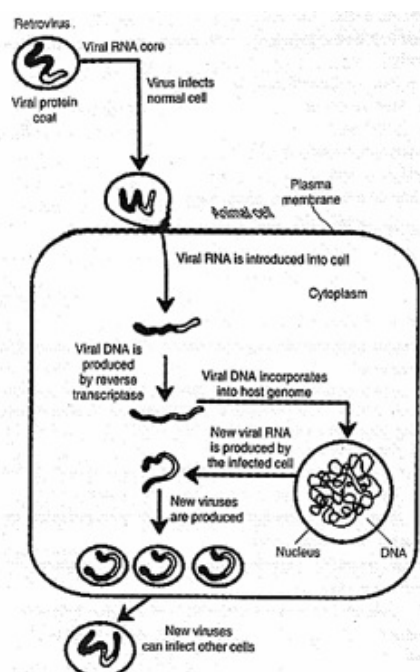 Retrovirus
Viral RNA core
Viral protein
coat
Virus infects
normal cell
Plasma
membrane
Animal cell
Viral RNA is introduced into cell
Cytoplasm
Viral DNA is
produced
by reverse
transcriptase
Viral DNA incorporates
into host genome
New viral RNA
is produced by
the infected cell
New viruses
are produced
Nucleus
DNA
New viruses
can infect other cells